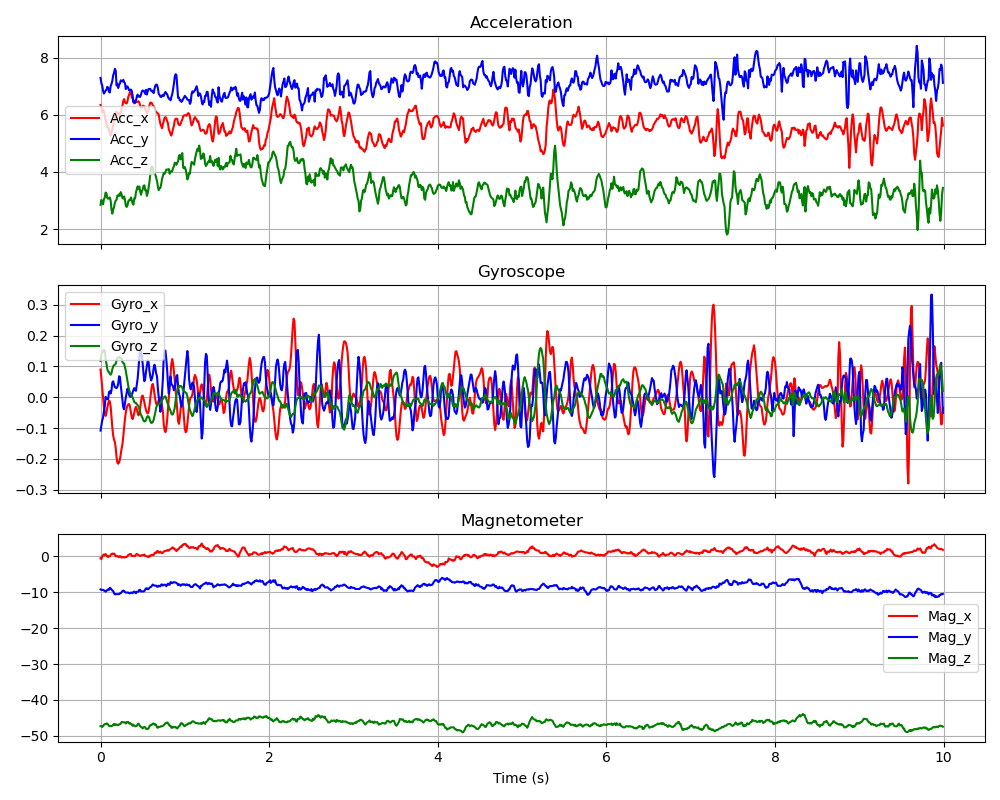 Acceleration
8
6
4
2
Acc_x
Acc_y
Acc_z
Gyroscope
0.3
0.2
0.1
0.0
−0.1
−0.2
−0.3
Gyro_x
Gyro_y
Gyro_z
Magnetometer
0
−10
−20
−30
−40
−50
Mag_x
Mag_y
Mag_z
0 2 4 6 8 10
Time (s)